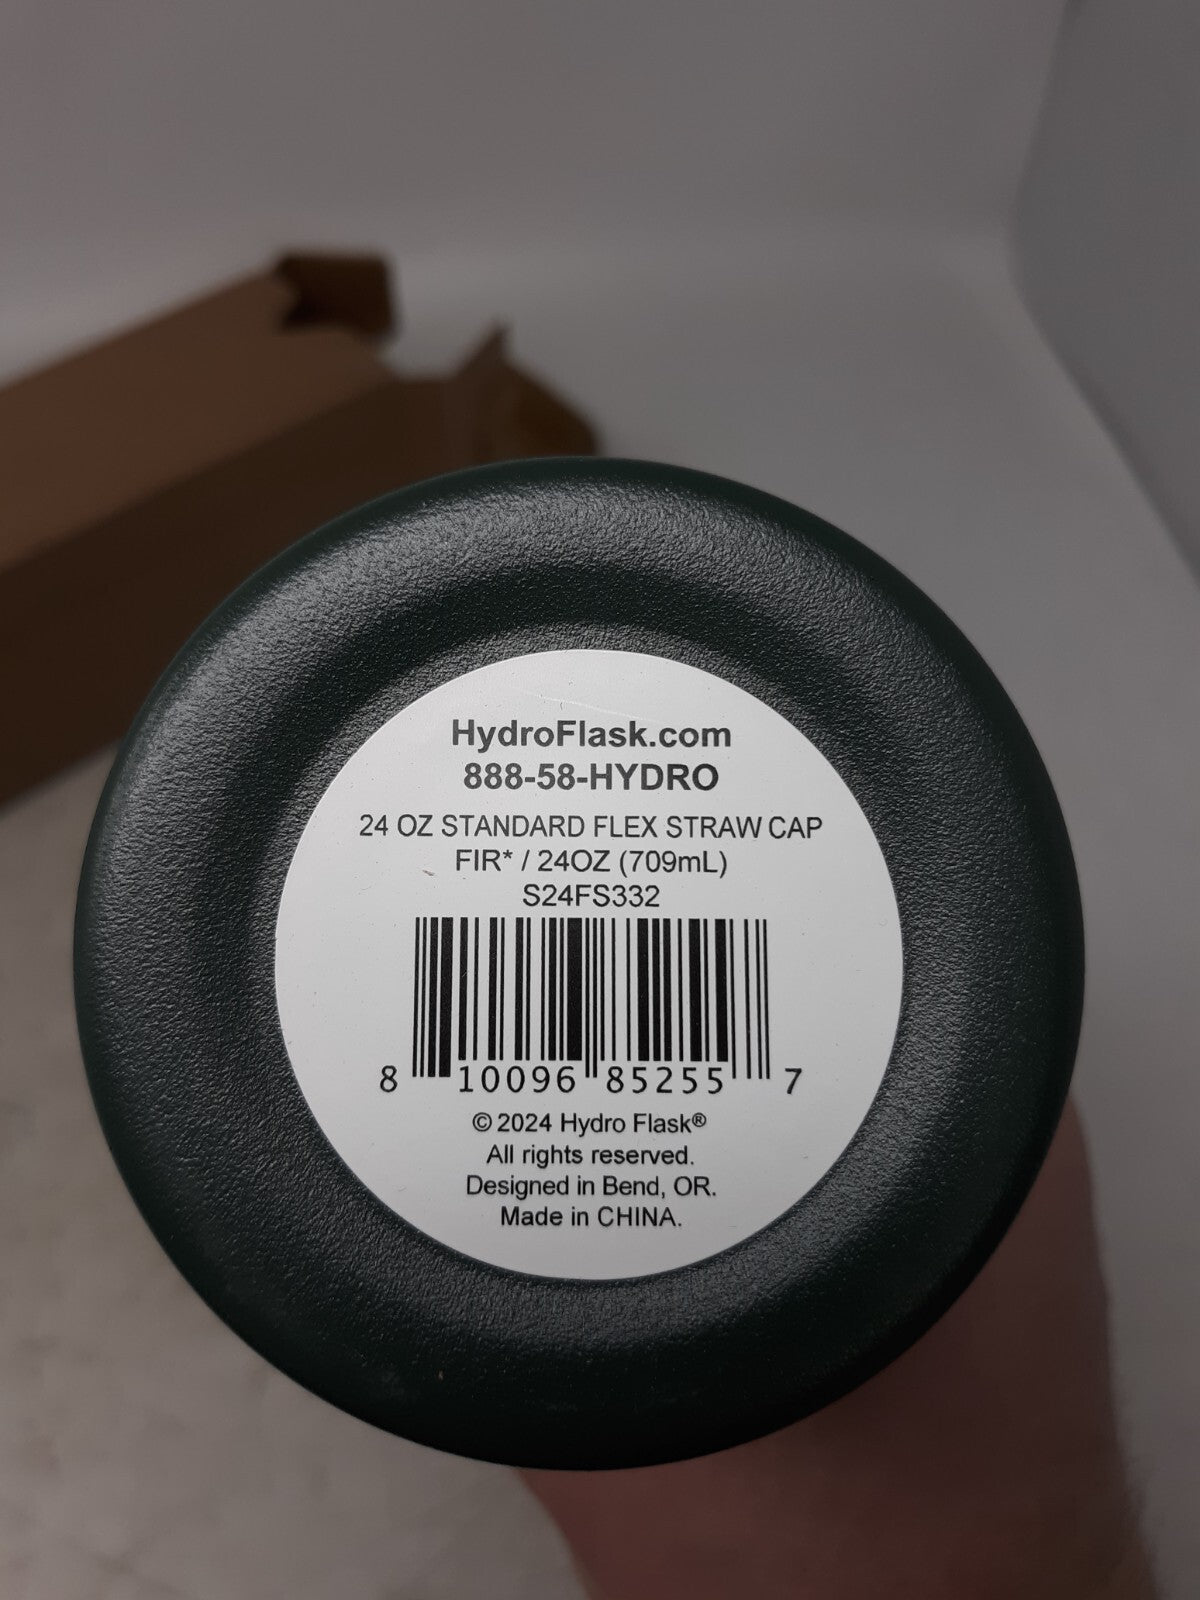 HydroFlask.com
888-58-HYDRO
24 OZ STANDARD FLEX STRAW CAP
FIR* / 24OZ (709mL)
S24FS332
8 10096 85255 7
© 2024 Hydro Flask®
All rights reserved.
Designed in Bend, OR.
Made in CHINA.